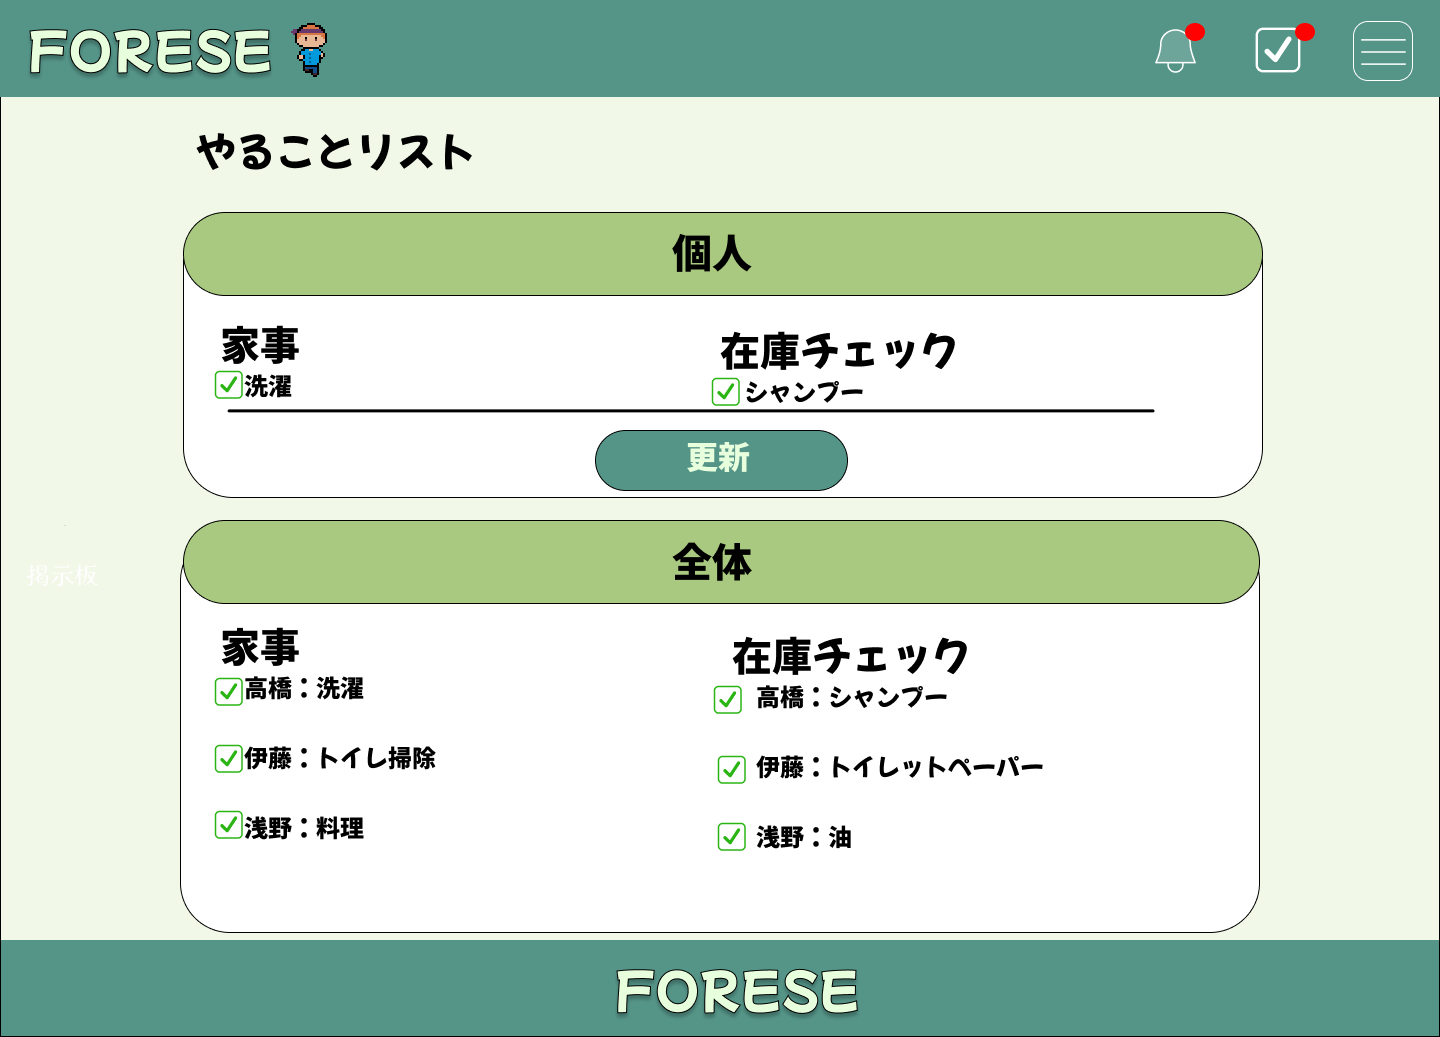 FORESE
やることリスト
個人
家事
在庫チェック
洗濯
シャンプー
更新
掲示板
全体
家事
在庫チェック
高橋：洗濯
高橋：シャンプー
伊藤：トイレ掃除
伊藤：トイレットペーパー
浅野：料理
浅野：油
FORESE